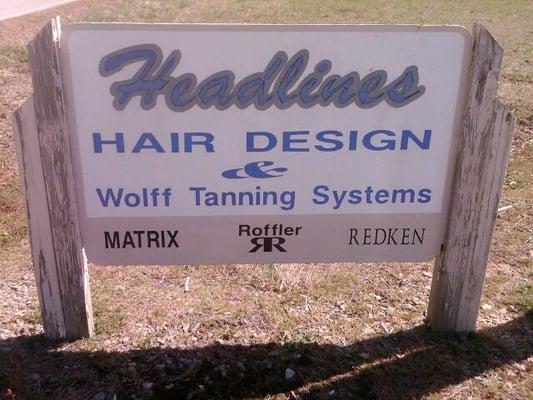 Headlines
HAIR DESIGN
&
Wolff Tanning Systems
MATRIX Roffler REDKEN
RR